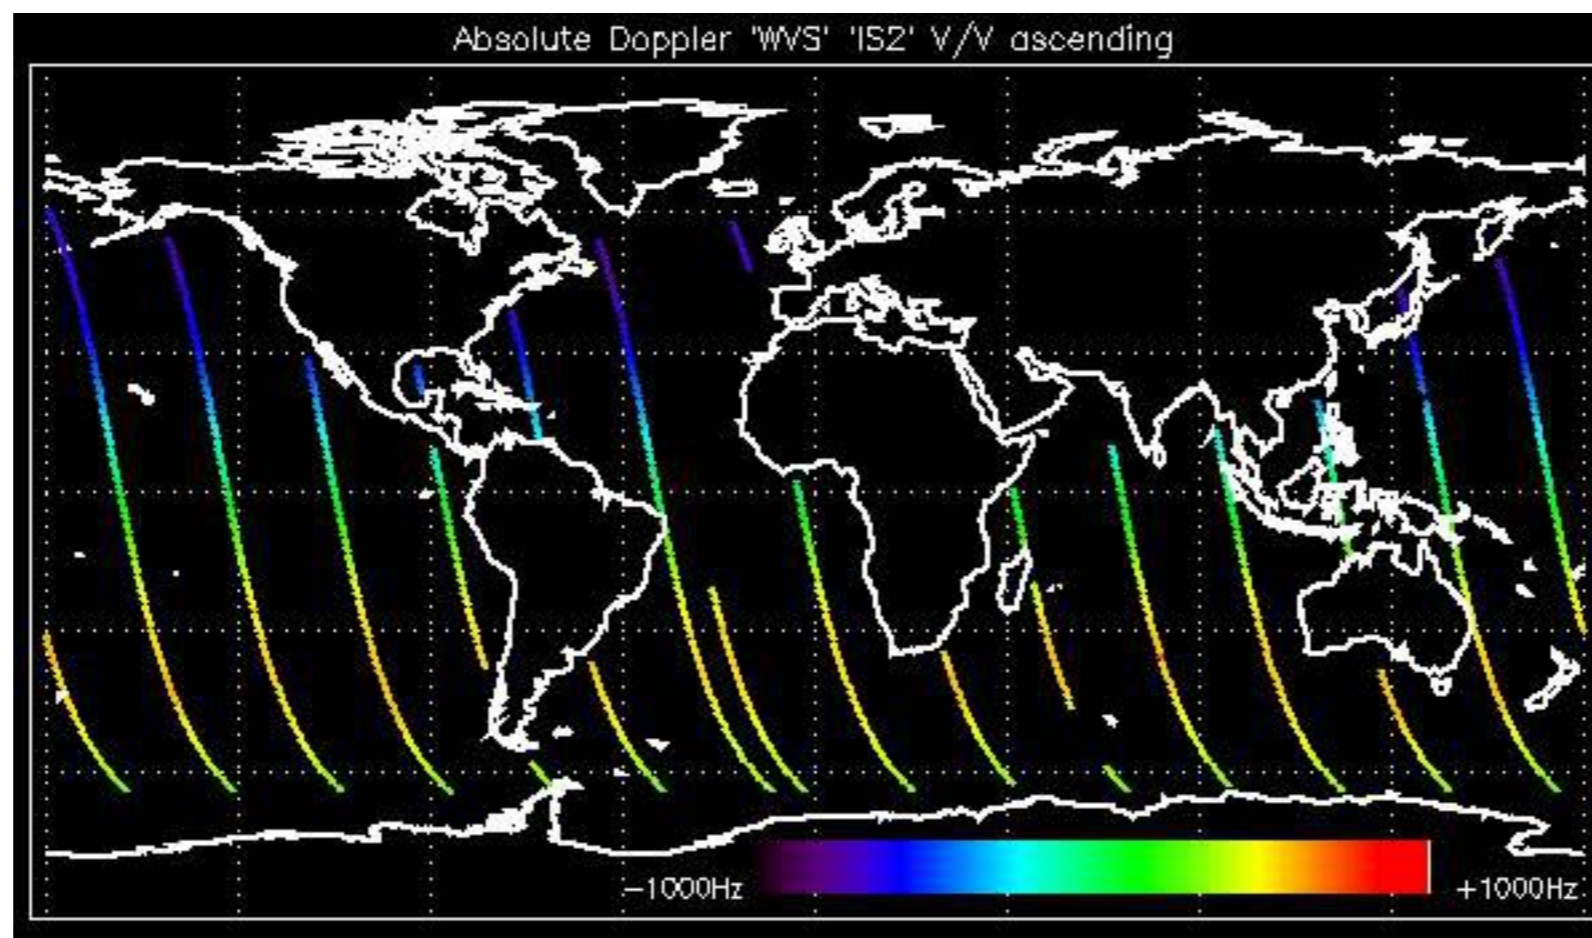 Absolute Doppler 'WVS' 'IS2' V/V ascending
−1000Hz +1000Hz